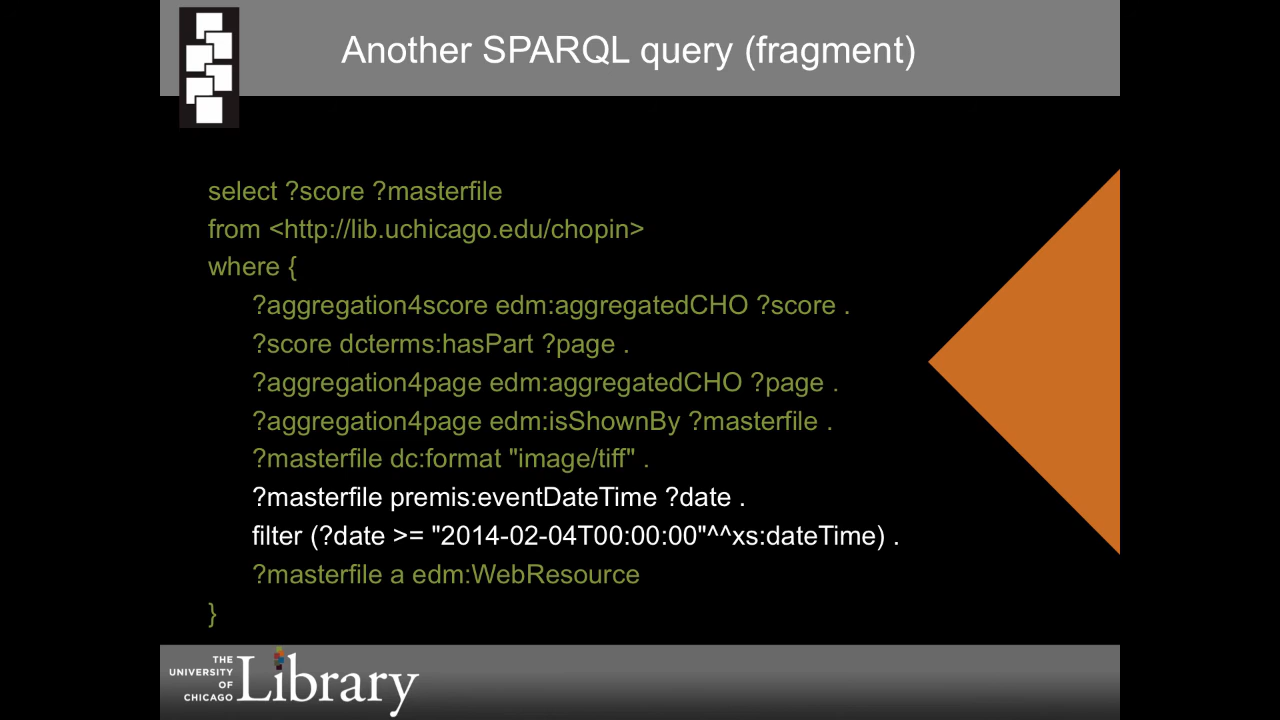 Another SPARQL query (fragment)
select ?score ?masterfile
from <http://lib.uchicago.edu/chopin>
where {
?aggregation4score edm:aggregatedCHO ?score .
?score dcterms:hasPart ?page .
?aggregation4page edm:aggregatedCHO ?page .
?aggregation4page edm:isShownBy ?masterfile .
?masterfile dc:format "image/tiff" .
?masterfile premis:eventDateTime ?date .
filter (?date >= "2014-02-04T00:00:00"^^xs:dateTime) .
?masterfile a edm:WebResource
}
THE
UNIVERSITY
OF
CHICAGO
Library